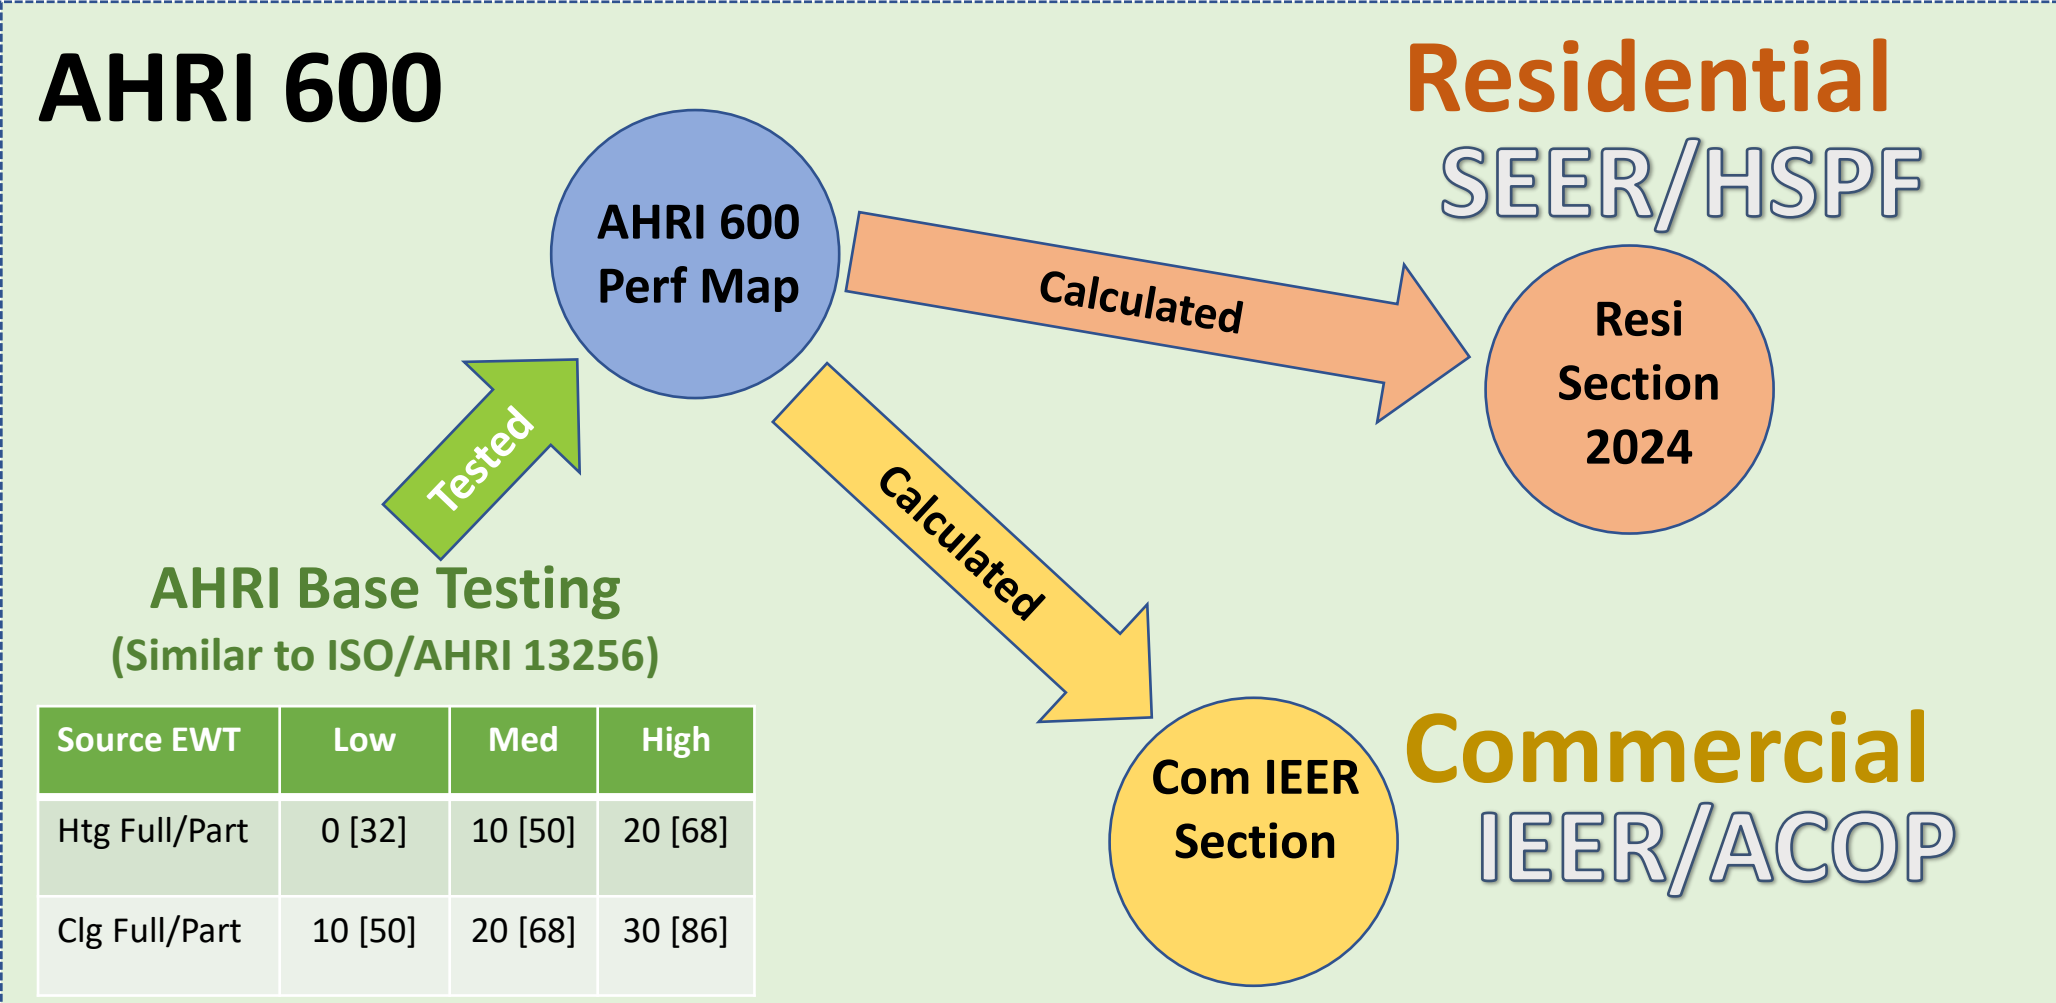 AHRI 600
Residential
SEER/HSPF
AHRI 600
Perf Map
Calculated
Resi
Section
2024
Tested
Calculated
AHRI Base Testing
(Similar to ISO/AHRI 13256)
Source EWT Low Med High
Htg Full/Part 0 [32] 10 [50] 20 [68]
Clg Full/Part 10 [50] 20 [68] 30 [86]
Com IEER
Section
Commercial
IEER/ACOP